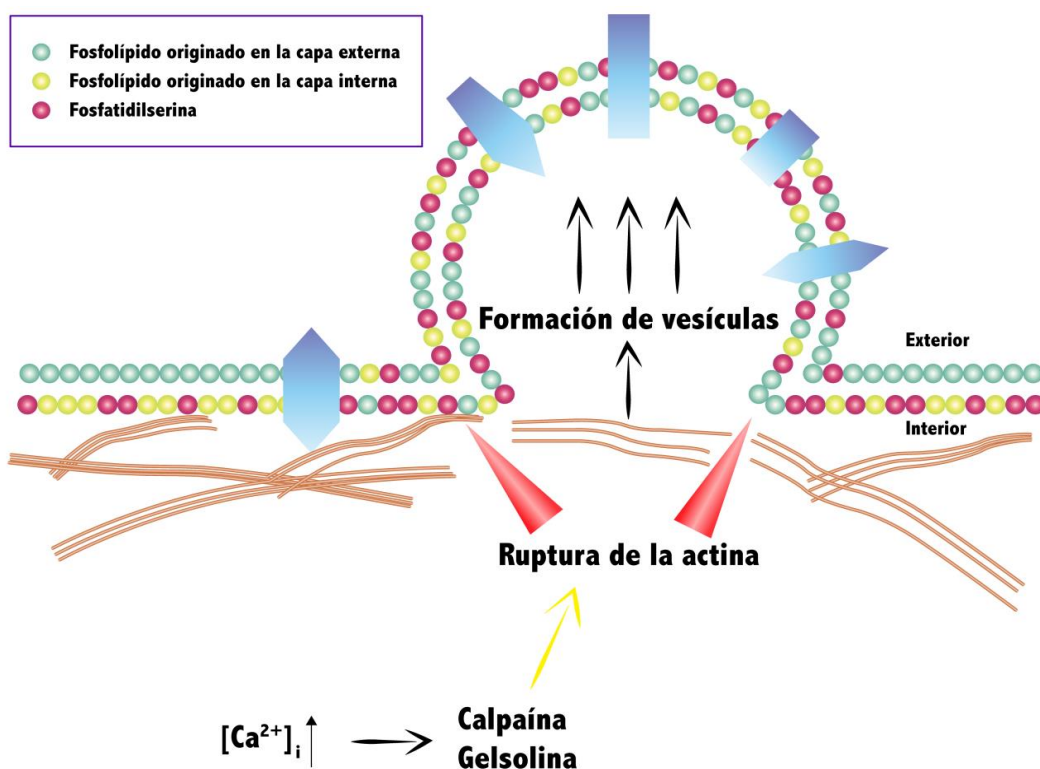 Fosfolípido originado en la capa externa
Fosfolípido originado en la capa interna
Fosfatidilserina
Formación de vesículas
Exterior
Interior
Ruptura de la actina
[Ca²⁺]ᵢ
Calpaína
Gelsolina